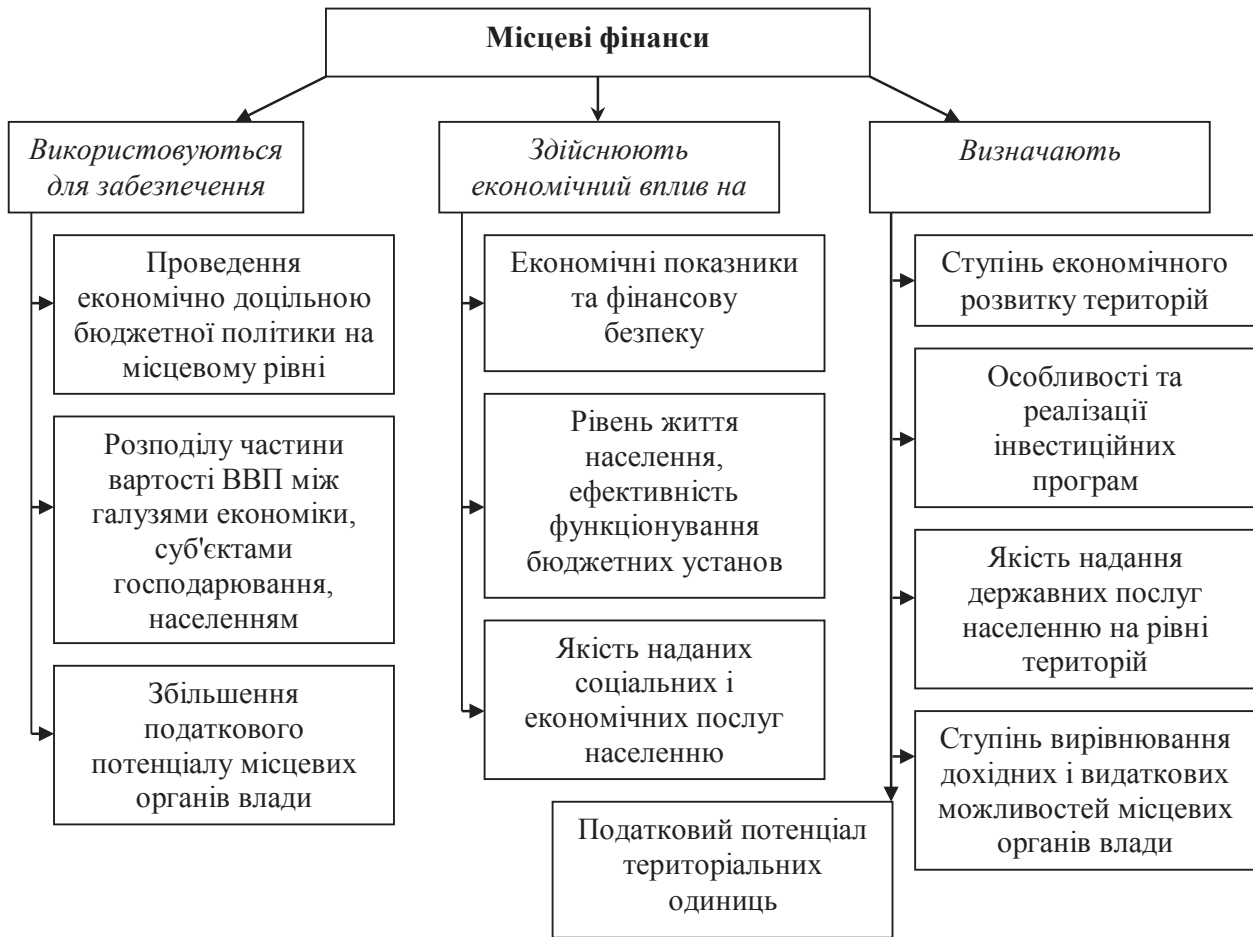 Місцеві фінанси
Використовуються
для забезпечення
Проведення
економічно доцільною
бюджетної політики на
місцевому рівні
Розподілу частини
вартості ВВП між
галузями економіки,
суб'єктами
господарювання,
населенням
Збільшення
податкового
потенціалу місцевих
органів влади
Здійснюють
економічний вплив на
Економічні показники
та фінансову
безпеку
Рівень життя
населення,
ефективність
функціонування
бюджетних установ
Якість наданих
соціальних і
економічних послуг
населенню
Визначають
Ступінь економічного
розвитку територій
Особливості та
реалізації
інвестиційних
програм
Якість надання
державних послуг
населенню на рівні
територій
Ступінь вирівнювання
дохідних і видаткових
можливостей місцевих
органів влади
Податковий потенціал
територіальних
одиниць